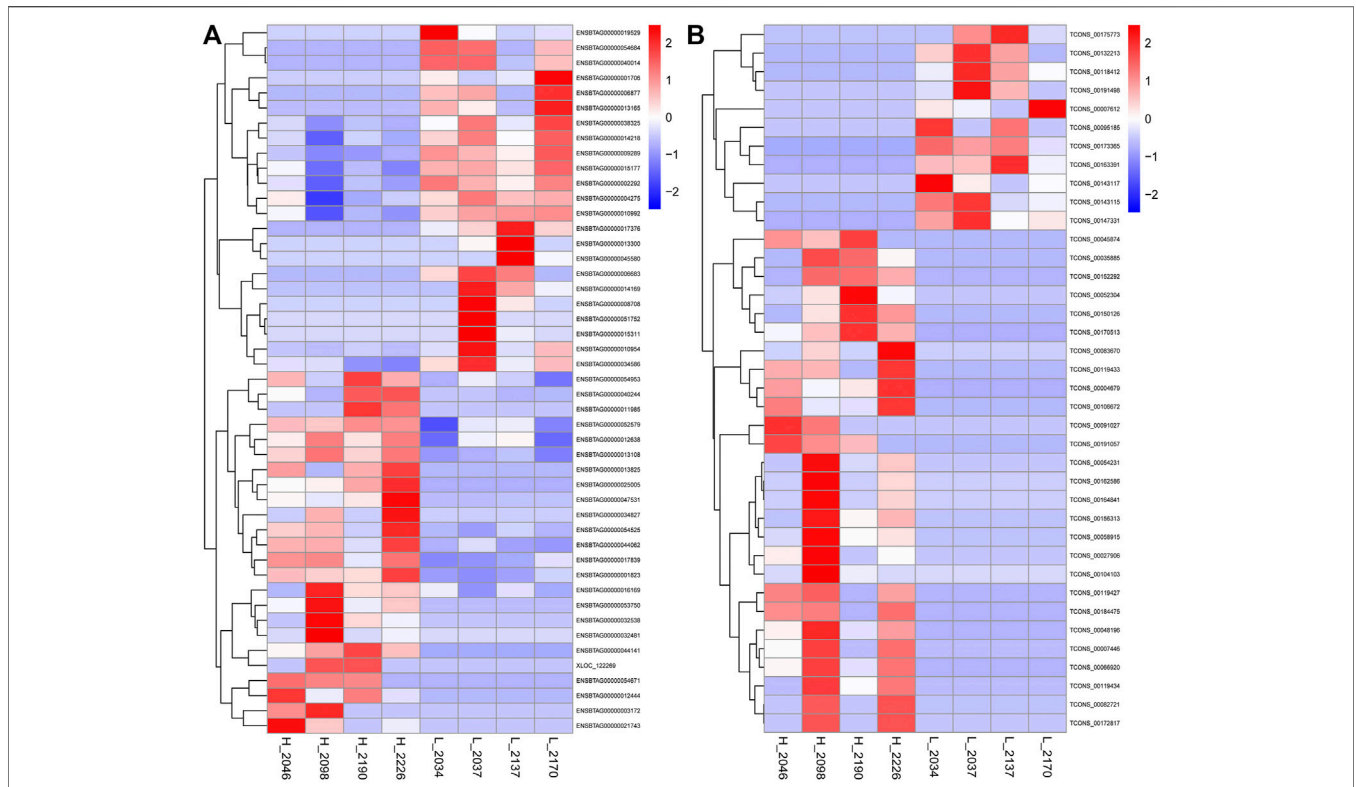 A
ENSBTAG00000019529
ENSBTAG00000054684
ENSBTAG00000040014
ENSBTAG00000001706
ENSBTAG00000006877
ENSBTAG00000013165
ENSBTAG00000038325
ENSBTAG00000014218
ENSBTAG00000009289
ENSBTAG00000015177
ENSBTAG00000002292
ENSBTAG00000004275
ENSBTAG00000010992
ENSBTAG00000017376
ENSBTAG00000013300
ENSBTAG00000045580
ENSBTAG00000006683
ENSBTAG00000014169
ENSBTAG00000008708
ENSBTAG00000051752
ENSBTAG00000015311
ENSBTAG00000010954
ENSBTAG00000034586
ENSBTAG00000054953
ENSBTAG00000040244
ENSBTAG00000011985
ENSBTAG00000052579
ENSBTAG00000012638
ENSBTAG00000013108
ENSBTAG00000013825
ENSBTAG00000025005
ENSBTAG00000047531
ENSBTAG00000034827
ENSBTAG00000054525
ENSBTAG00000044062
ENSBTAG00000017839
ENSBTAG00000001823
ENSBTAG00000016169
ENSBTAG00000053750
ENSBTAG00000032538
ENSBTAG00000032481
ENSBTAG00000044141
XLOC_122269
ENSBTAG00000054671
ENSBTAG00000012444
ENSBTAG00000003172
ENSBTAG00000021743
2
1
0
-1
-2
H_2046
H_2098
H_2190
H_2226
L_2034
L_2037
L_2137
L_2170
B
TCONS_00175773
TCONS_00132213
TCONS_00118412
TCONS_00191498
TCONS_00007612
TCONS_00095185
TCONS_00173365
TCONS_00163391
TCONS_00143117
TCONS_00143115
TCONS_00147331
TCONS_00045874
TCONS_00035885
TCONS_00152292
TCONS_00052304
TCONS_00150126
TCONS_00170513
TCONS_00083670
TCONS_00119433
TCONS_00004679
TCONS_00109672
TCONS_00091027
TCONS_00191057
TCONS_00054231
TCONS_00162586
TCONS_00154841
TCONS_00186313
TCONS_00058915
TCONS_00027906
TCONS_00104103
TCONS_00119427
TCONS_00184475
TCONS_00048196
TCONS_00007446
TCONS_00066920
TCONS_00119434
TCONS_00082721
TCONS_00172817
2
1
0
-1
-2
H_2046
H_2098
H_2190
H_2226
L_2034
L_2037
L_2137
L_2170